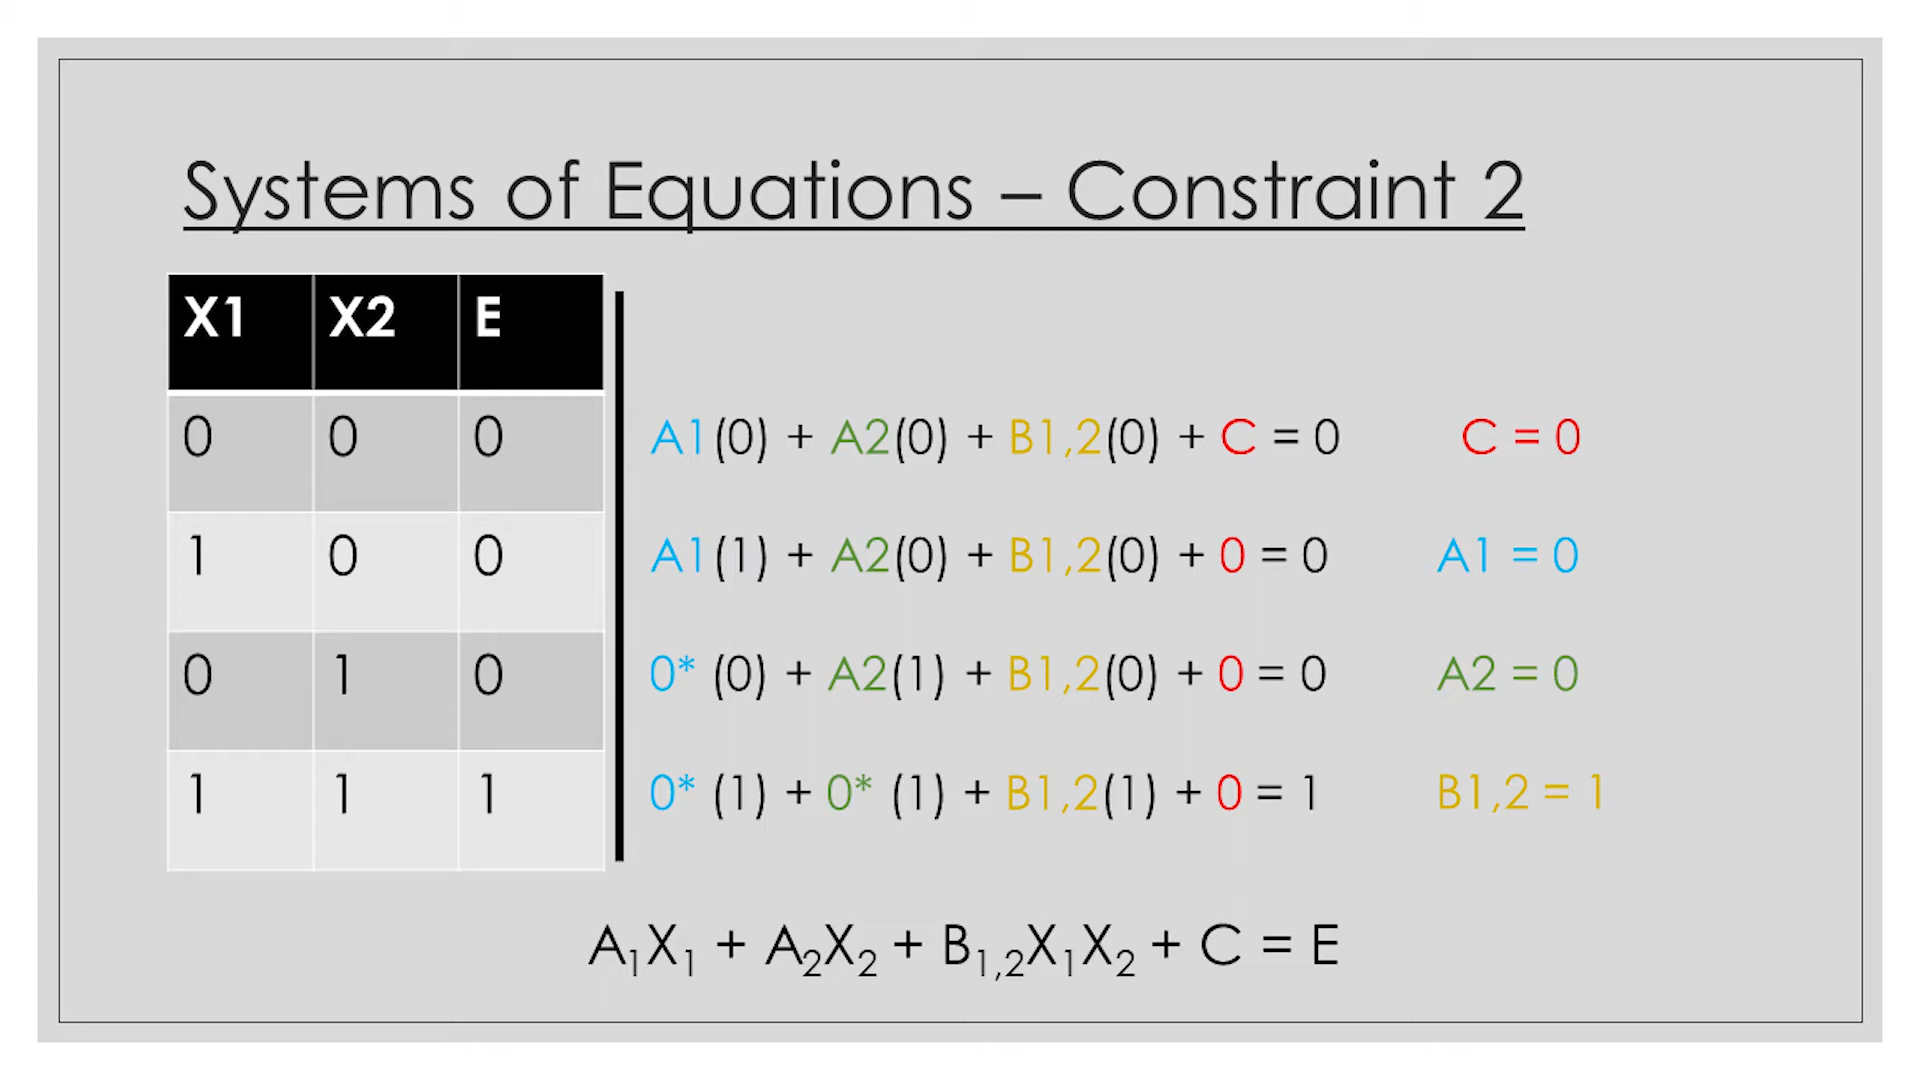 Systems of Equations – Constraint 2
X1 X2 E
0 0 0 A1(0) + A2(0) + B1,2(0) + C = 0 C = 0
1 0 0 A1(1) + A2(0) + B1,2(0) + 0 = 0 A1 = 0
0 1 0 0* (0) + A2(1) + B1,2(0) + 0 = 0 A2 = 0
1 1 1 0* (1) + 0* (1) + B1,2(1) + 0 = 1 B1,2 = 1
A₁X₁ + A₂X₂ + B₁,₂X₁X₂ + C = E